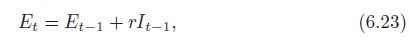 E_t = E_{t−1} + rI_{t−1}, (6.23)